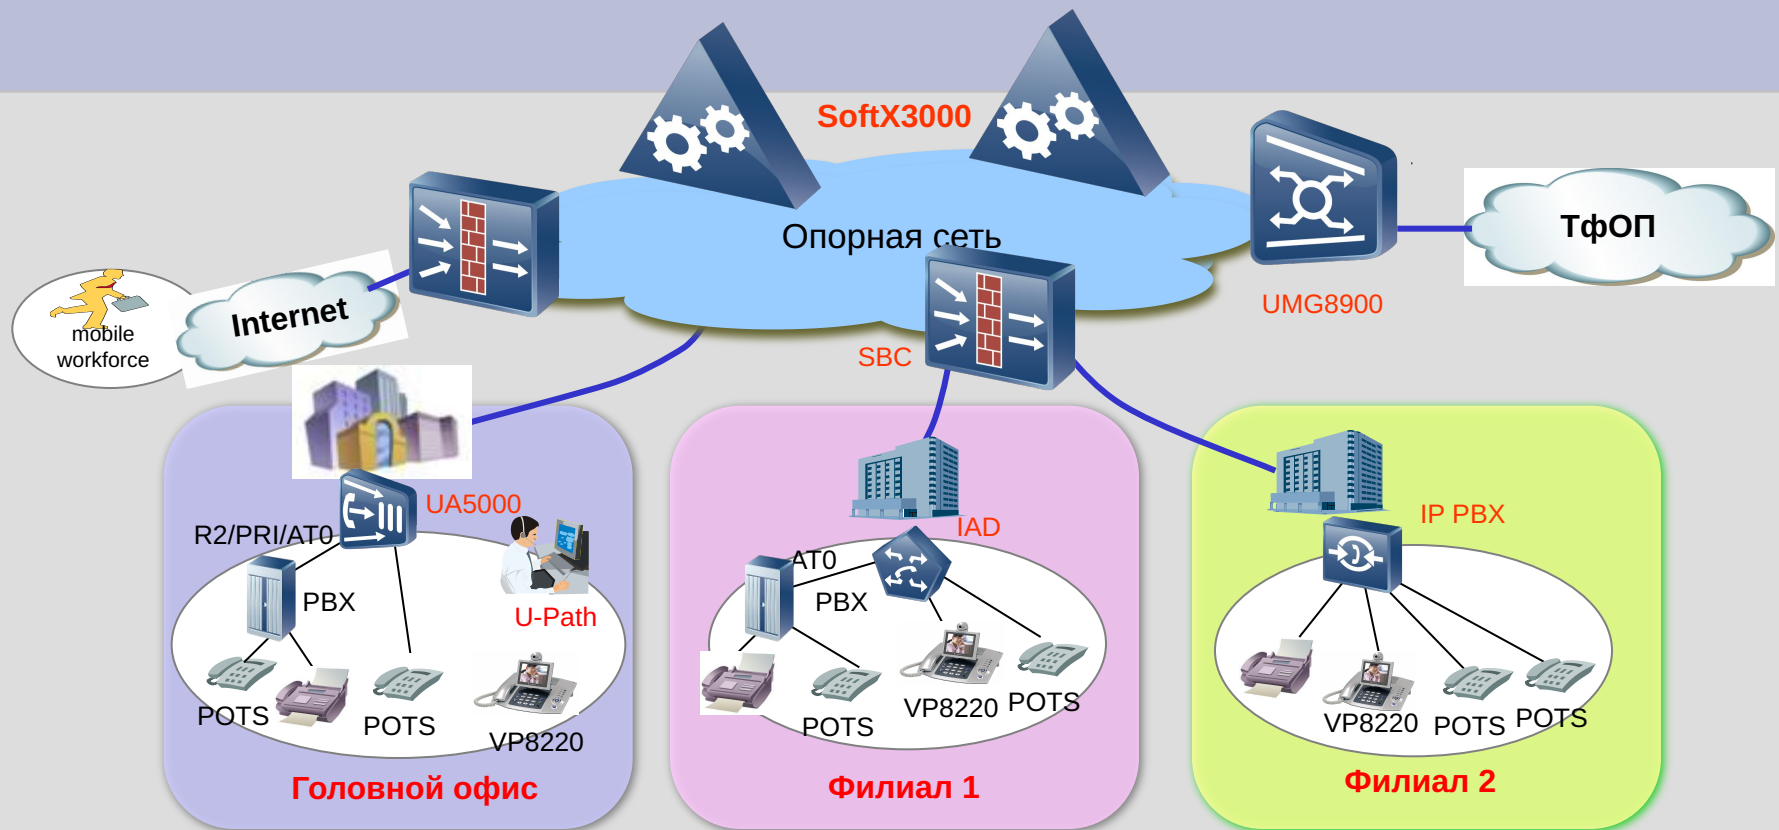 SoftX3000
Опорная сеть
ТфОП
UMG8900
Internet
mobile
workforce
SBC
UA5000
R2/PRI/AT0
PBX
U-Path
POTS
POTS
VP8220
Головной офис
IAD
AT0
PBX
POTS
VP8220
POTS
Филиал 1
IP PBX
VP8220
POTS
POTS
Филиал 2